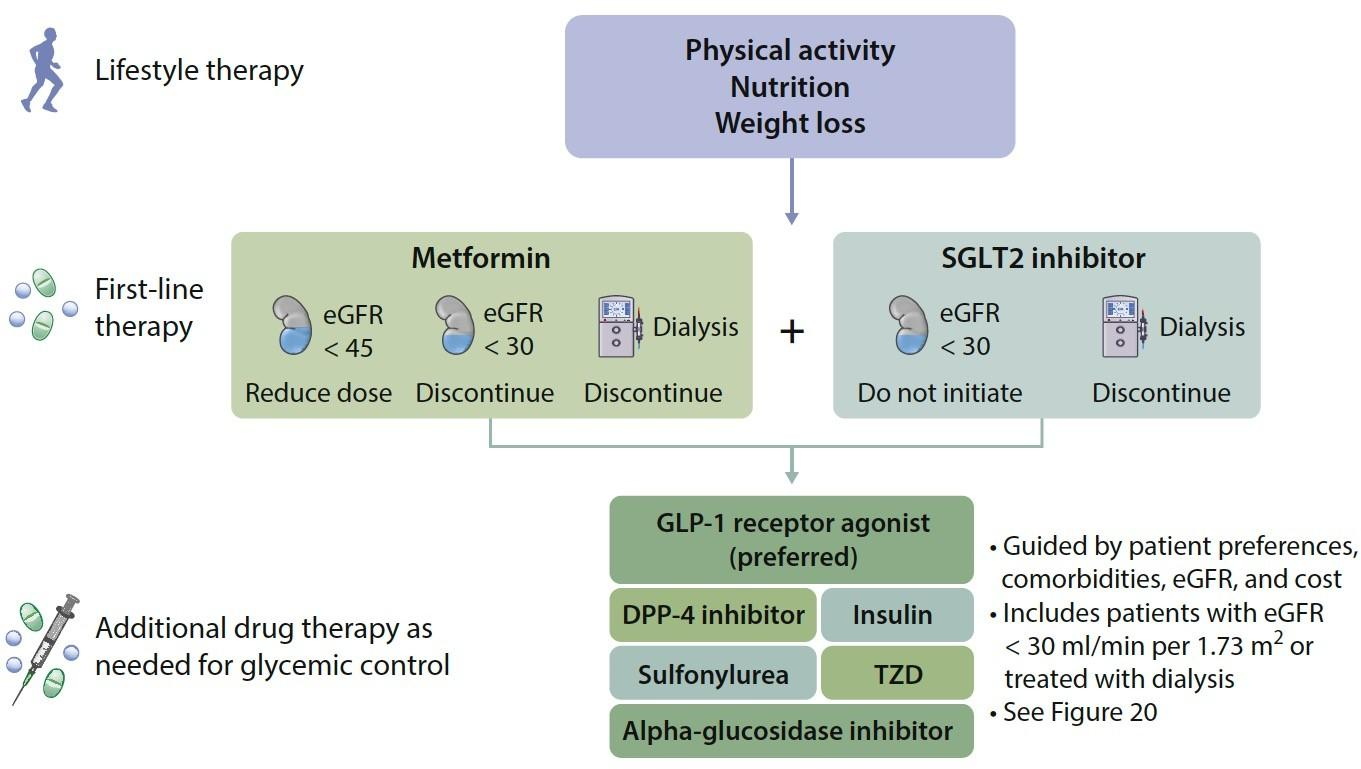 Lifestyle therapy
Physical activity
Nutrition
Weight loss
First-line
therapy
Metformin
eGFR
< 45
Reduce dose
eGFR
< 30
Discontinue
Dialysis
Discontinue
+
SGLT2 inhibitor
eGFR
< 30
Do not initiate
Dialysis
Discontinue
Additional drug therapy as
needed for glycemic control
GLP-1 receptor agonist
(preferred)
DPP-4 inhibitor
Insulin
Sulfonylurea
TZD
Alpha-glucosidase inhibitor
• Guided by patient preferences,
comorbidities, eGFR, and cost
• Includes patients with eGFR
< 30 ml/min per 1.73 m² or
treated with dialysis
• See Figure 20